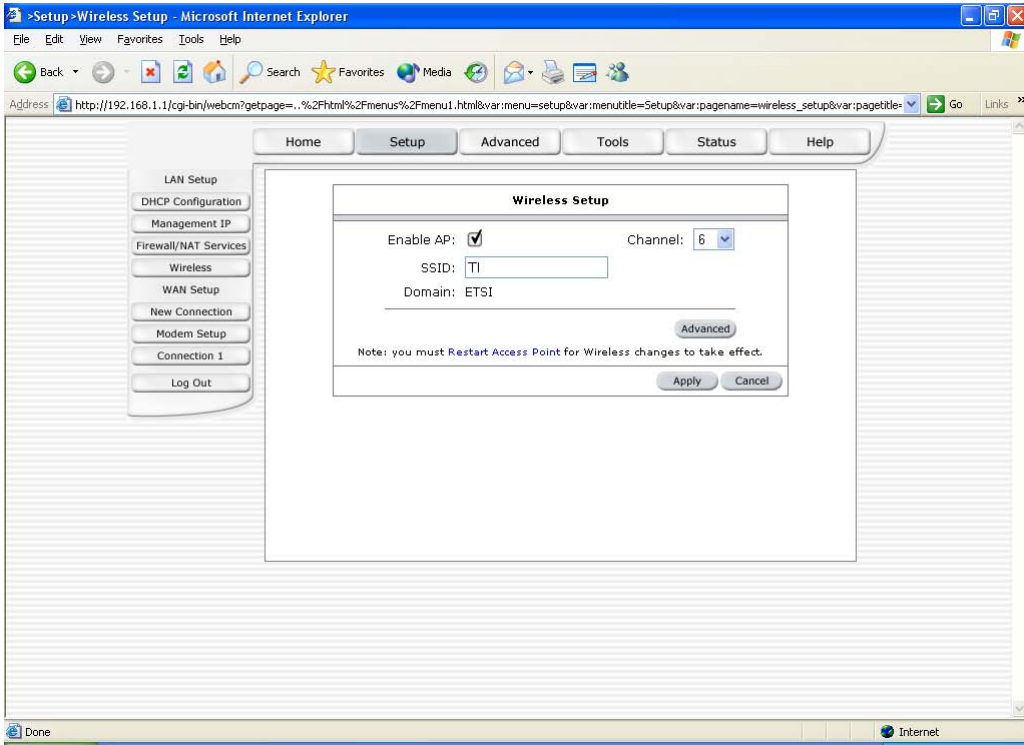 >Setup>Wireless Setup - Microsoft Internet Explorer
File Edit View Favorites Tools Help
Back Search Favorites Media
Address http://192.168.1.1/cgi-bin/webcm?getpage=..%2Fhtml%2Fmenus%2Fmenu1.html&var:menu=setup&var:menutitle=Setup&var:pagename=wireless_setup&var:pagetitle= Go Links »
Home Setup Advanced Tools Status Help
LAN Setup
DHCP Configuration
Management IP
Firewall/NAT Services
Wireless
WAN Setup
New Connection
Modem Setup
Connection 1
Log Out
Wireless Setup
Enable AP: Channel: 6
SSID: TI
Domain: ETSI
Advanced
Note: you must Restart Access Point for Wireless changes to take effect.
Apply Cancel
Done Internet